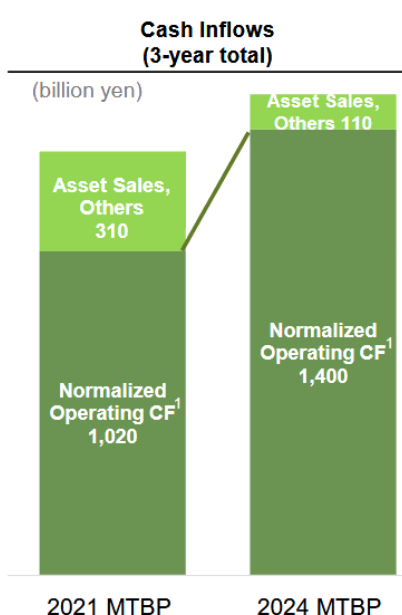 Cash Inflows
(3-year total)
(billion yen)
Asset Sales,
Others
310
Normalized
Operating CF1
1,020
Asset Sales,
Others 110
Normalized
Operating CF1
1,400
2021 MTBP
2024 MTBP